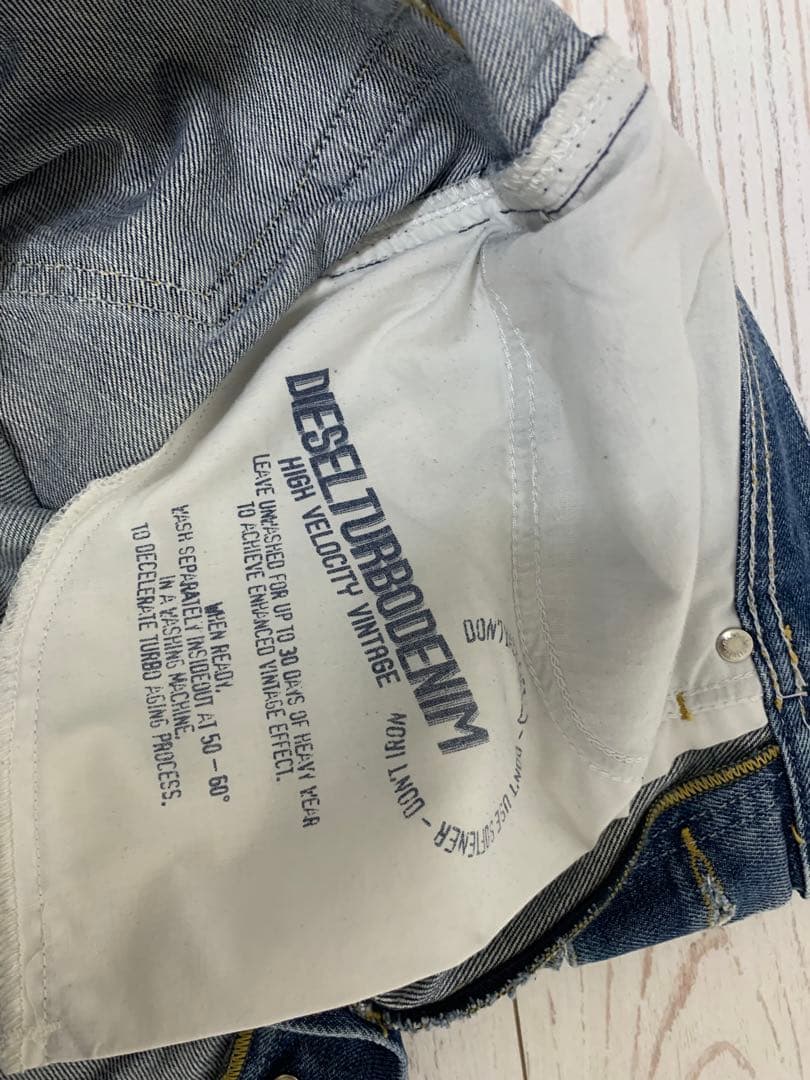 DIESELTURBODENIM
HIGH VELOCITY VINTAGE
LEAVE UNWASHED FOR UP TO 30 DAYS OF HEAVY WEAR
TO ACHIEVE ENHANCED VINTAGE EFFECT.
WHEN READY,
WASH SEPARATELY INSIDEOUT AT 50 – 60°
IN A WASHING MACHINE,
TO DECELERATE TURBO AGING PROCESS.
DON'T USE SOFTENER – DON'T IRON